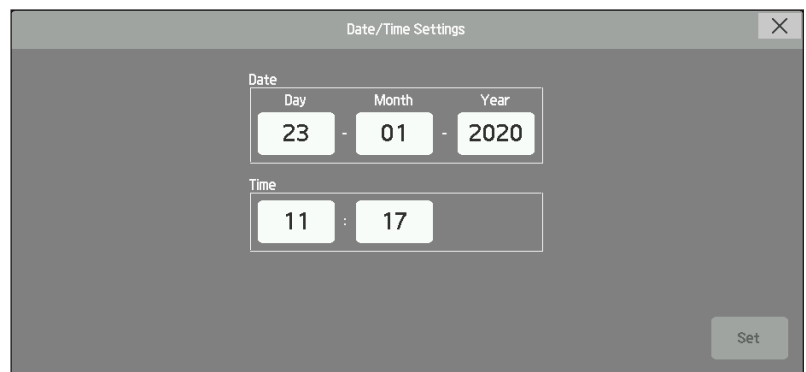 Date/Time Settings
Date
Day Month Year
23 - 01 - 2020
Time
11 : 17
Set